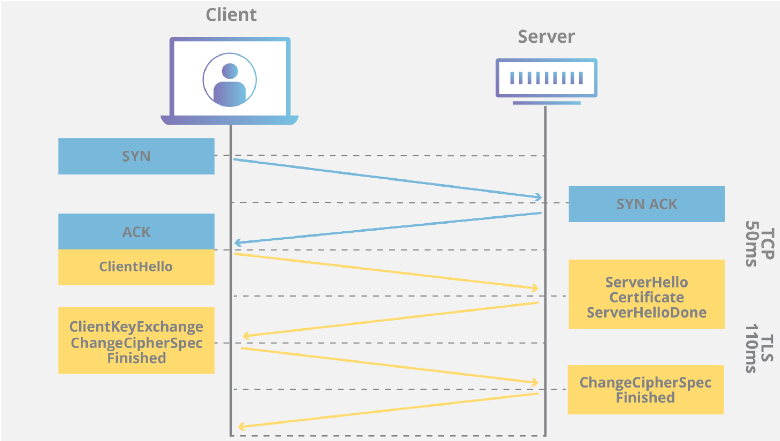 Client
Server
SYN
SYN ACK
ACK
ClientHello
TCP
50ms
ServerHello
Certificate
ServerHelloDone
ClientKeyExchange
ChangeCipherSpec
Finished
TLS
110ms
ChangeCipherSpec
Finished